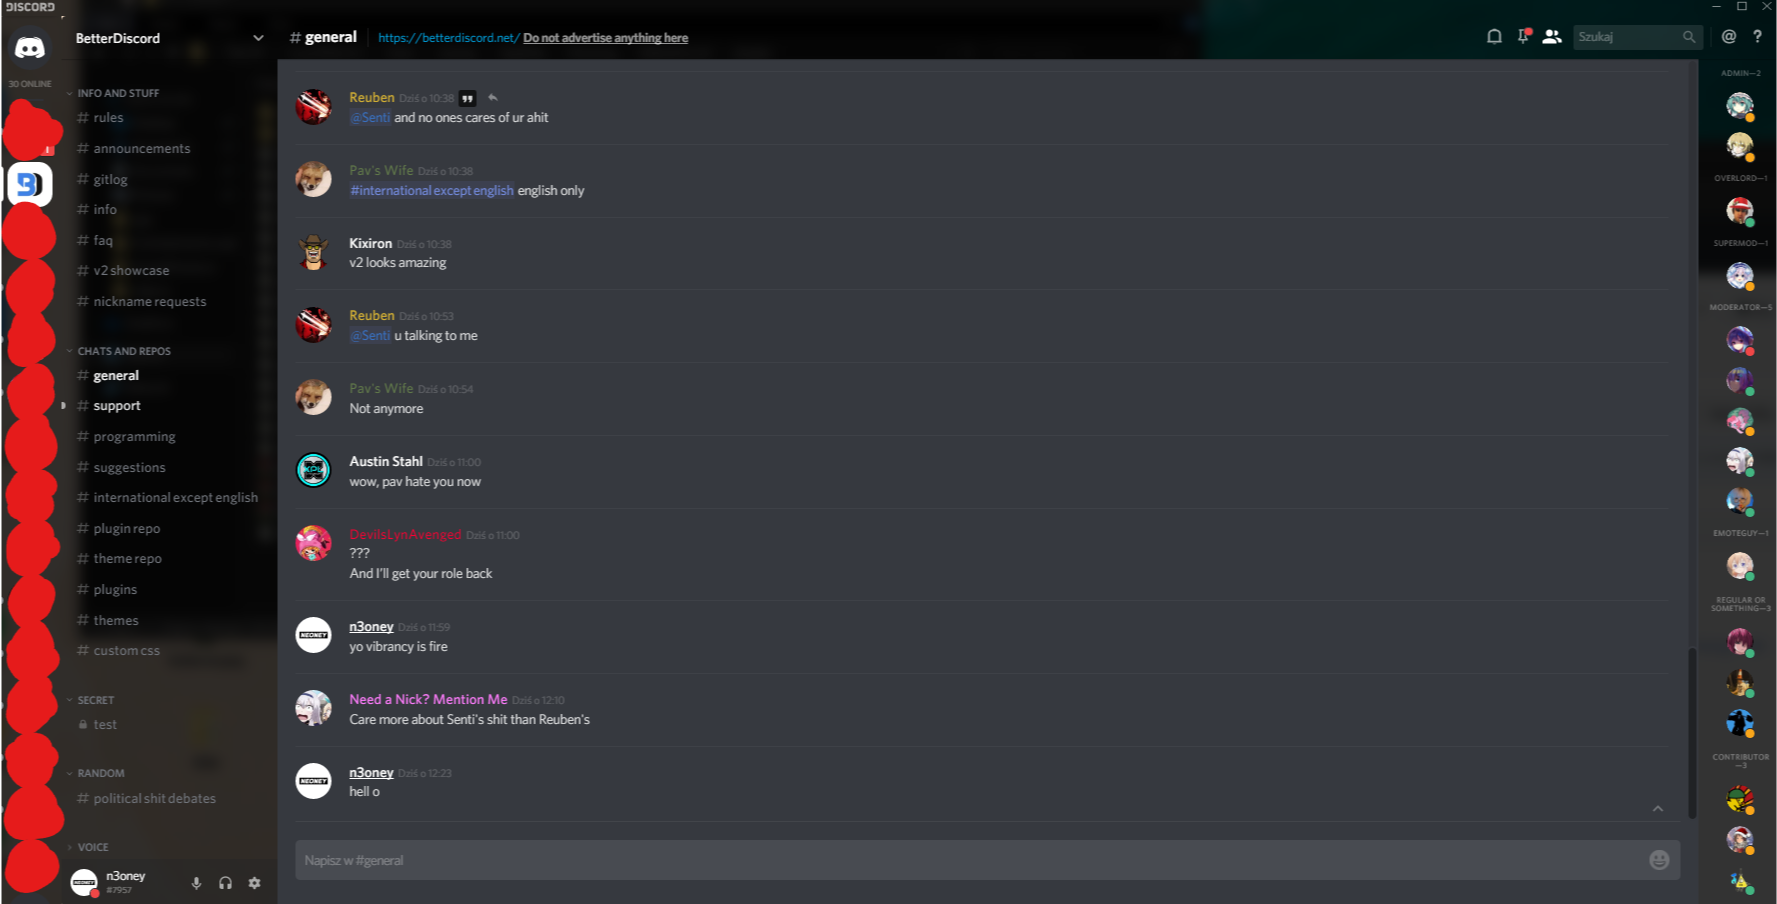 DISCORD
BetterDiscord
# general https://betterdiscord.net/ Do not advertise anything here
Szukaj
@ ?
30 ONLINE
INFO AND STUFF
# rules
# announcements
# gitlog
# info
# faq
# v2 showcase
# nickname requests
CHATS AND REPOS
# general
# support
# programming
# suggestions
# international except english
# plugin repo
# theme repo
# plugins
# themes
# custom css
SECRET
test
RANDOM
# political shit debates
VOICE
n3oney
#7957
Reuben Dziś o 10:38
@Senti and no ones cares of ur ahit
Pav's Wife Dziś o 10:38
#international except english english only
Kixiron Dziś o 10:38
v2 looks amazing
Reuben Dziś o 10:53
@Senti u talking to me
Pav's Wife Dziś o 10:54
Not anymore
Austin Stahl Dziś o 11:00
wow, pav hate you now
DevilsLynAvenged Dziś o 11:00
???
And I'll get your role back
NEONEY
n3oney Dziś o 11:59
yo vibrancy is fire
Need a Nick? Mention Me Dziś o 12:10
Care more about Senti's shit than Reuben's
NEONEY
n3oney Dziś o 12:23
hell o
Napisz w #general
ADMIN—2
OVERLORD—1
SUPERMOD—1
MODERATOR—5
EMOTEGUY—1
REGULAR OR
SOMETHING—3
CONTRIBUTOR
—3